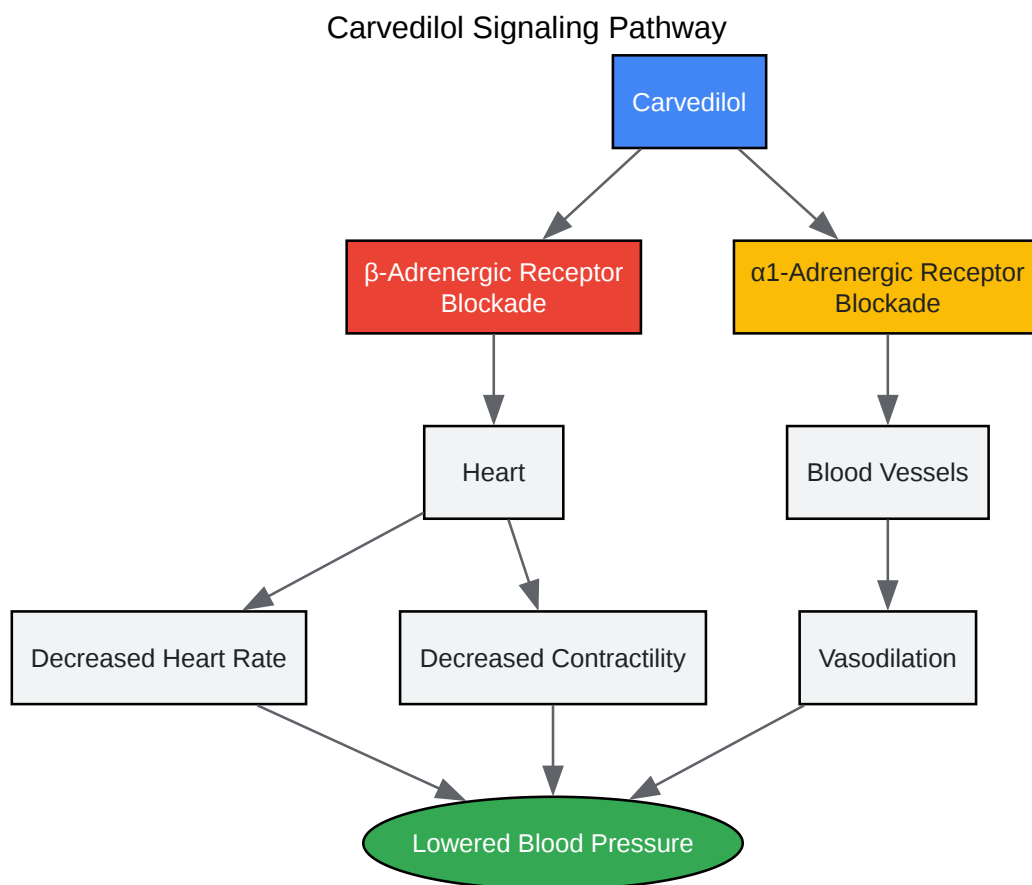 Carvedilol Signaling Pathway
Carvedilol
β-Adrenergic Receptor
Blockade
α1-Adrenergic Receptor
Blockade
Heart
Blood Vessels
Decreased Heart Rate
Decreased Contractility
Vasodilation
Lowered Blood Pressure